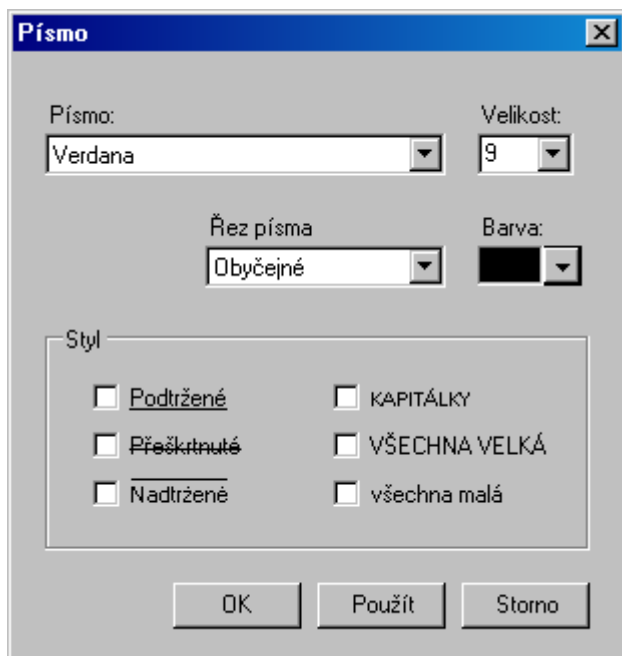 Písmo
Písmo: Velikost:
Verdana 9
Řez písma Barva:
Obyčejné
Styl
Podtržené KAPITÁLKY
Přeškrtnuté VŠECHNA VELKÁ
Nadtržené všechna malá
OK Použít Storno